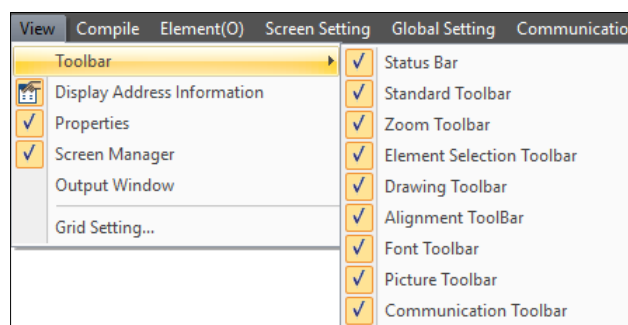 View Compile Element(O) Screen Setting Global Setting Communicatio
Toolbar
Display Address Information
Properties
Screen Manager
Output Window
Grid Setting...
Status Bar
Standard Toolbar
Zoom Toolbar
Element Selection Toolbar
Drawing Toolbar
Alignment ToolBar
Font Toolbar
Picture Toolbar
Communication Toolbar